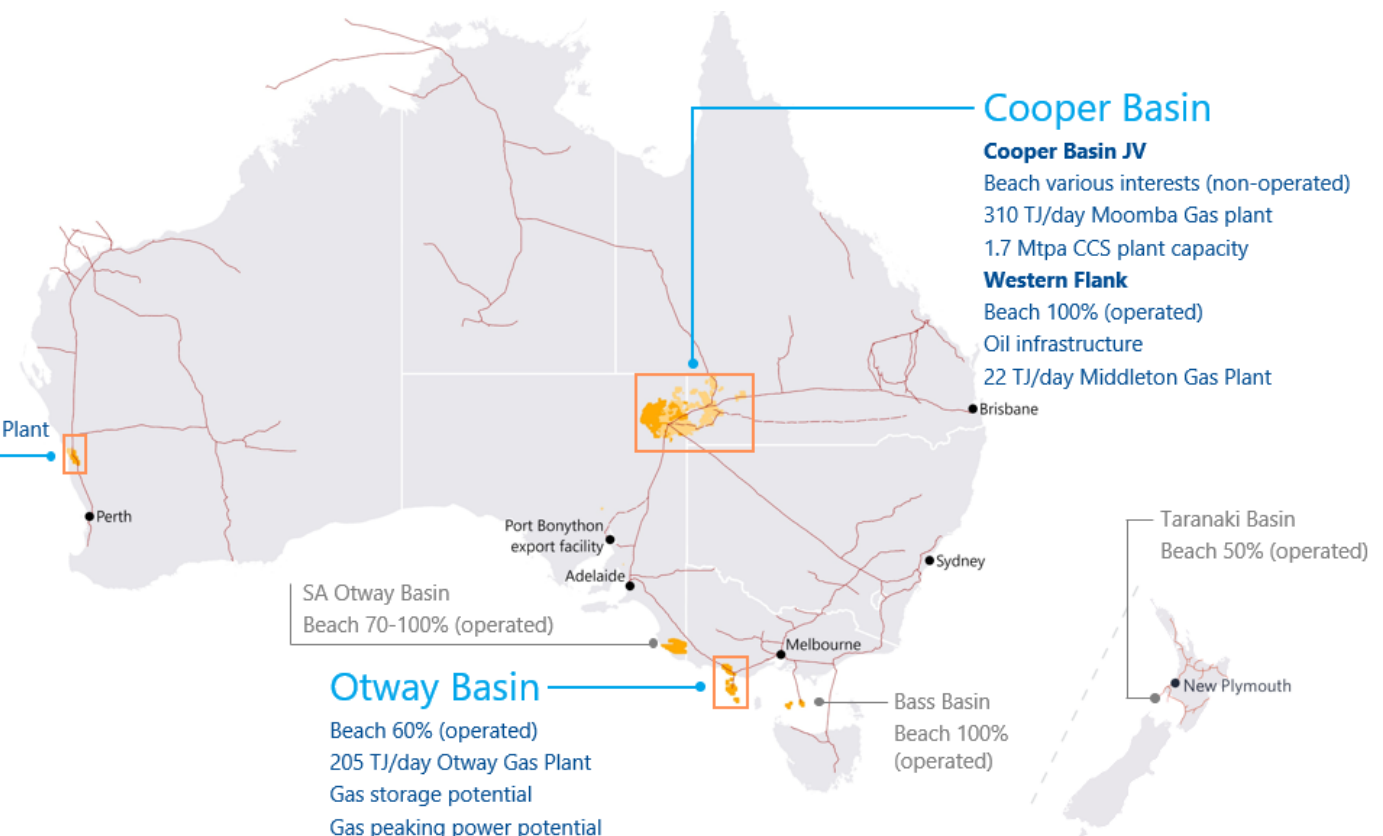 Cooper Basin
Cooper Basin JV
Beach various interests (non-operated)
310 TJ/day Moomba Gas plant
1.7 Mtpa CCS plant capacity
Western Flank
Beach 100% (operated)
Oil infrastructure
22 TJ/day Middleton Gas Plant
Brisbane
Plant
Perth
Port Bonython
export facility
Adelaide
Sydney
Taranaki Basin
Beach 50% (operated)
SA Otway Basin
Beach 70-100% (operated)
Melbourne
New Plymouth
Otway Basin
Beach 60% (operated)
205 TJ/day Otway Gas Plant
Gas storage potential
Gas peaking power potential
Bass Basin
Beach 100%
(operated)